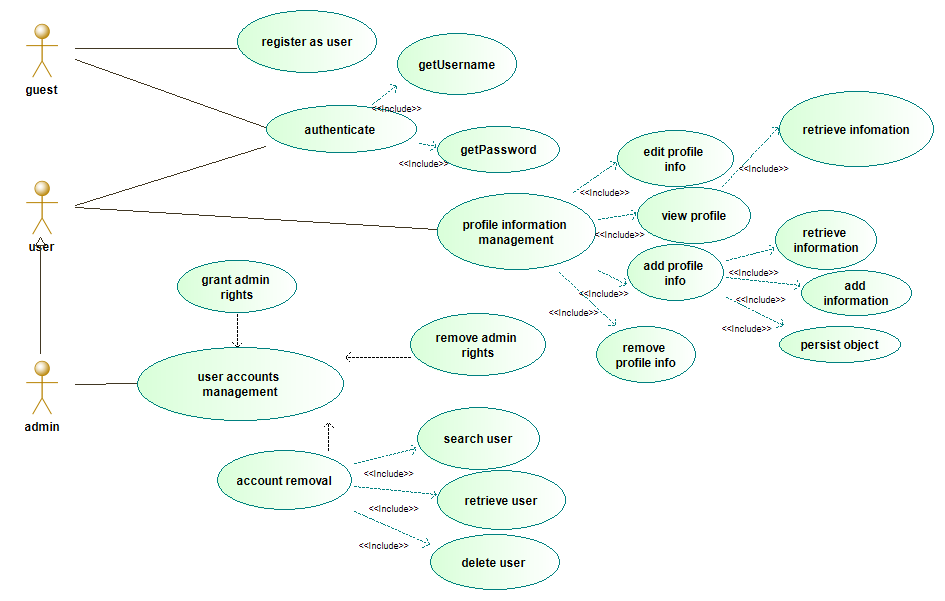 register as user
guest
getUsername
<<Include>>
authenticate
getPassword
<<Include>>
retrieve infomation
edit profile
info
<<Include>>
<<Include>>
user
profile information
management
view profile
<<Include>>
retrieve
information
add profile
info
<<Include>>
<<Include>>
add
information
<<Include>>
<<Include>>
<<Include>>
persist object
remove
profile info
grant admin
rights
remove admin
rights
user accounts
management
admin
search user
account removal
<<Include>>
retrieve user
<<Include>>
<<Include>>
delete user